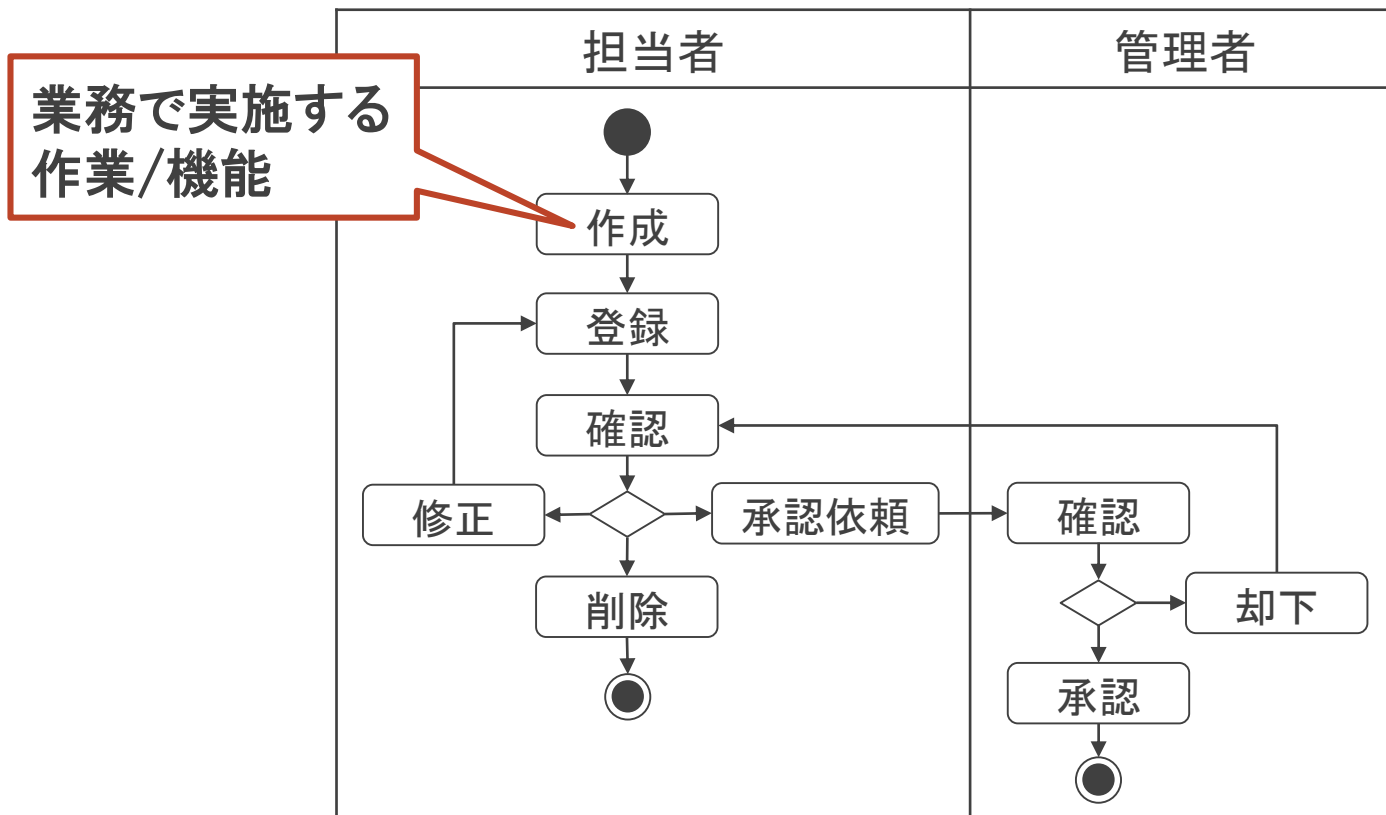 担当者
管理者
業務で実施する
作業/機能
作成
登録
確認
修正
承認依頼
確認
削除
却下
承認